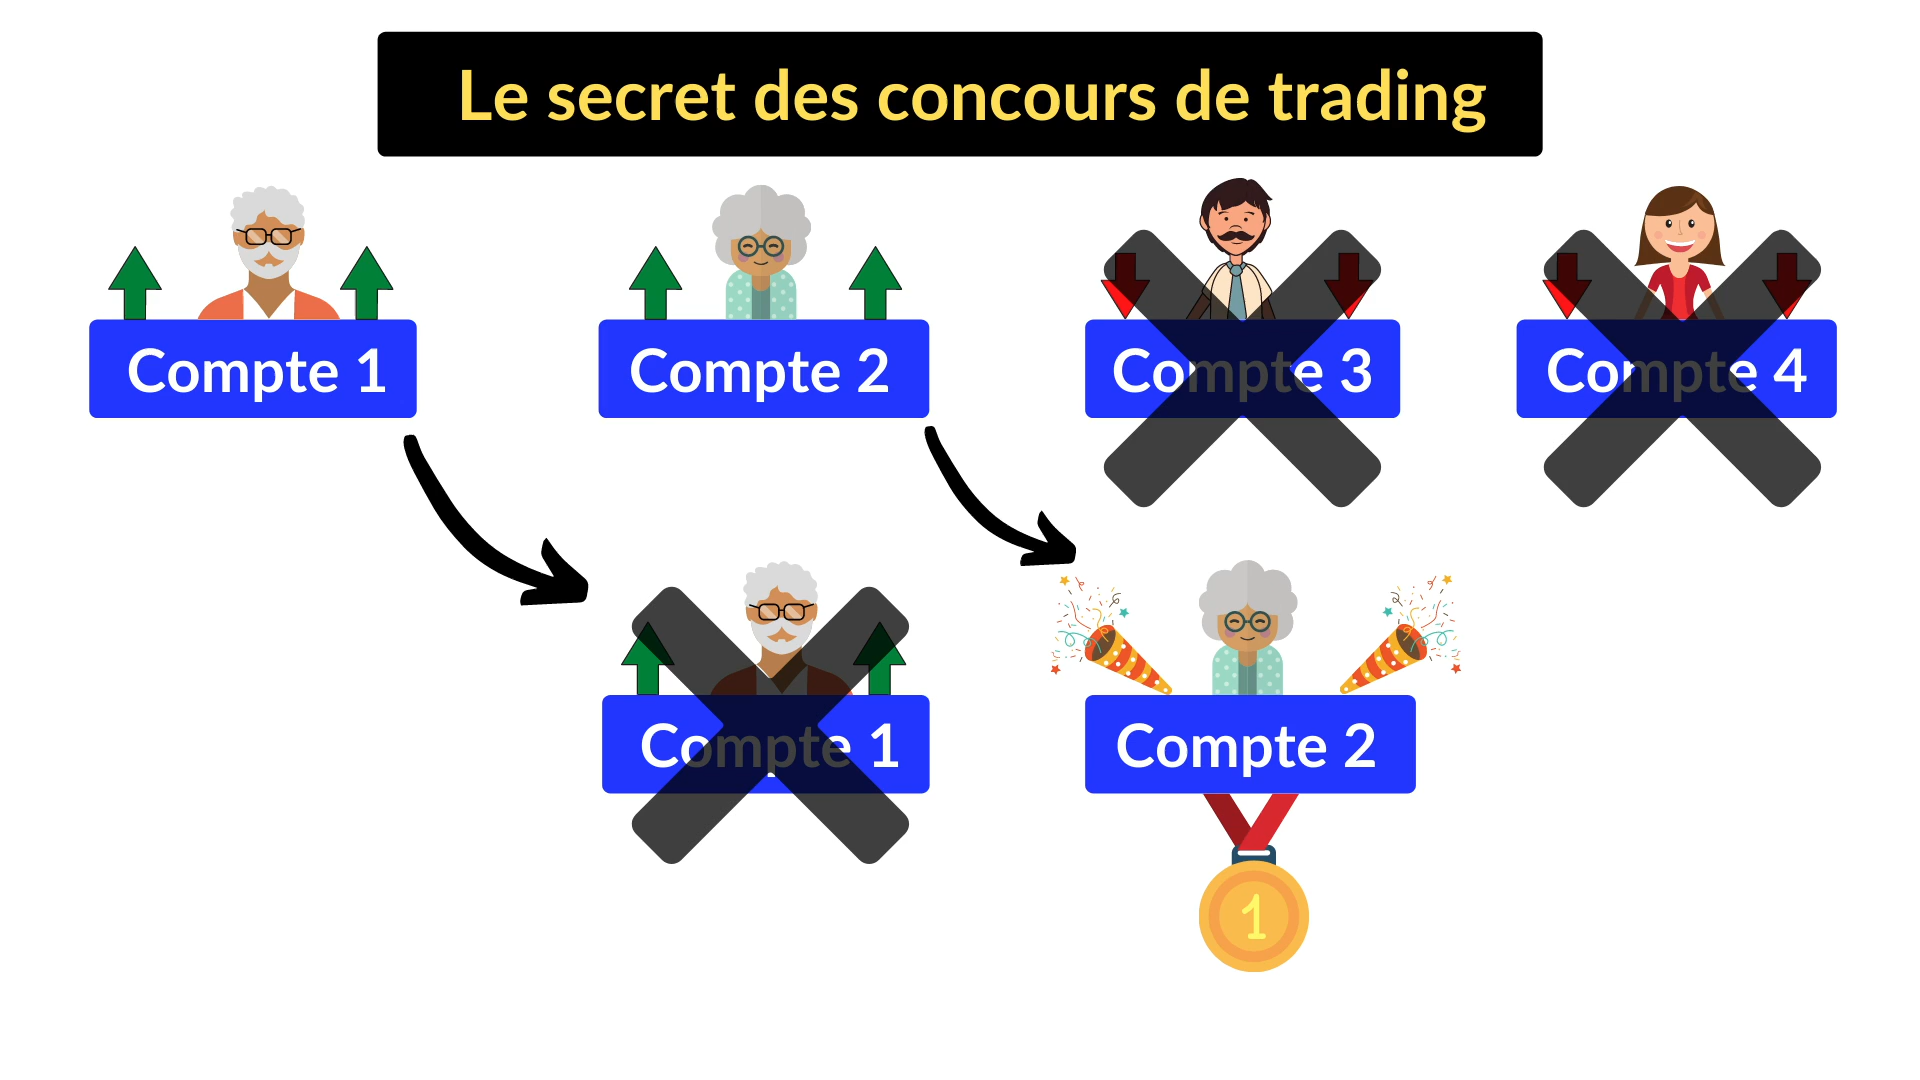 Le secret des concours de trading
Compte 1
Compte 2
Compte 3
Compte 4
Compte 1
Compte 2
1